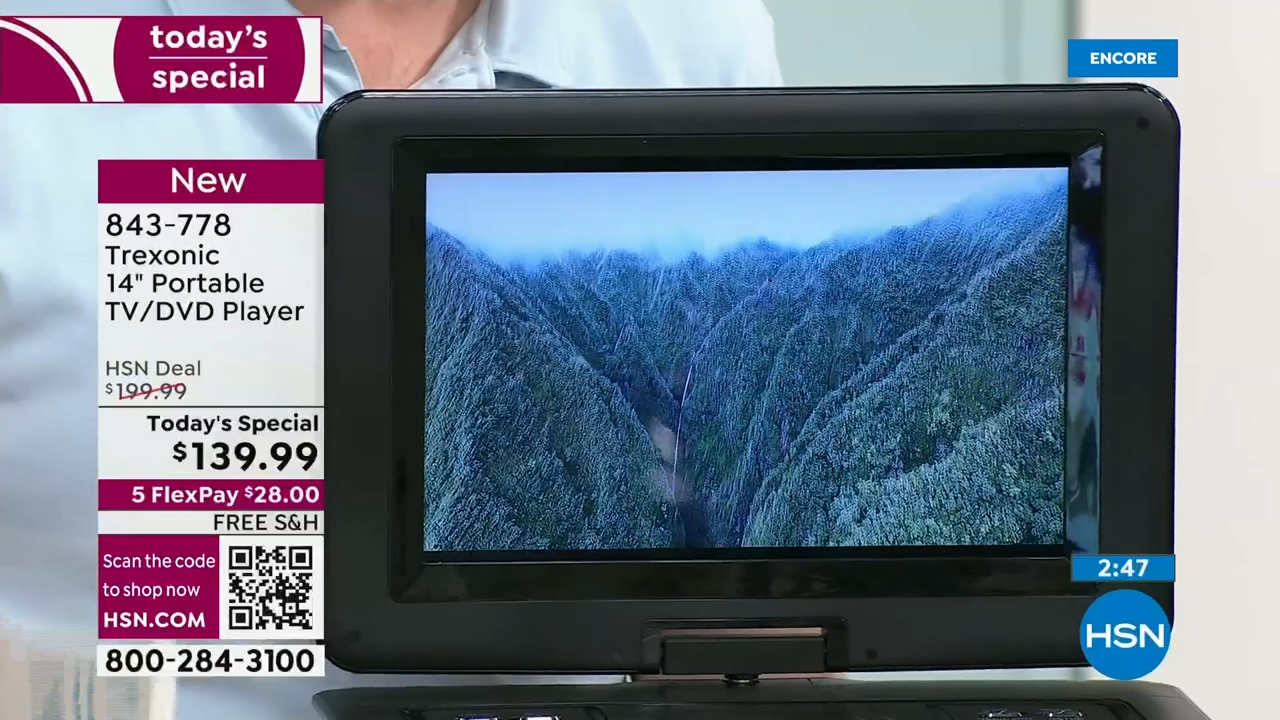 today's
special
ENCORE
New
843-778
Trexonic
14" Portable
TV/DVD Player
HSN Deal
$199.99
Today's Special
$139.99
5 FlexPay $28.00
FREE S&H
Scan the code
to shop now
HSN.COM
800-284-3100
2:47
HSN